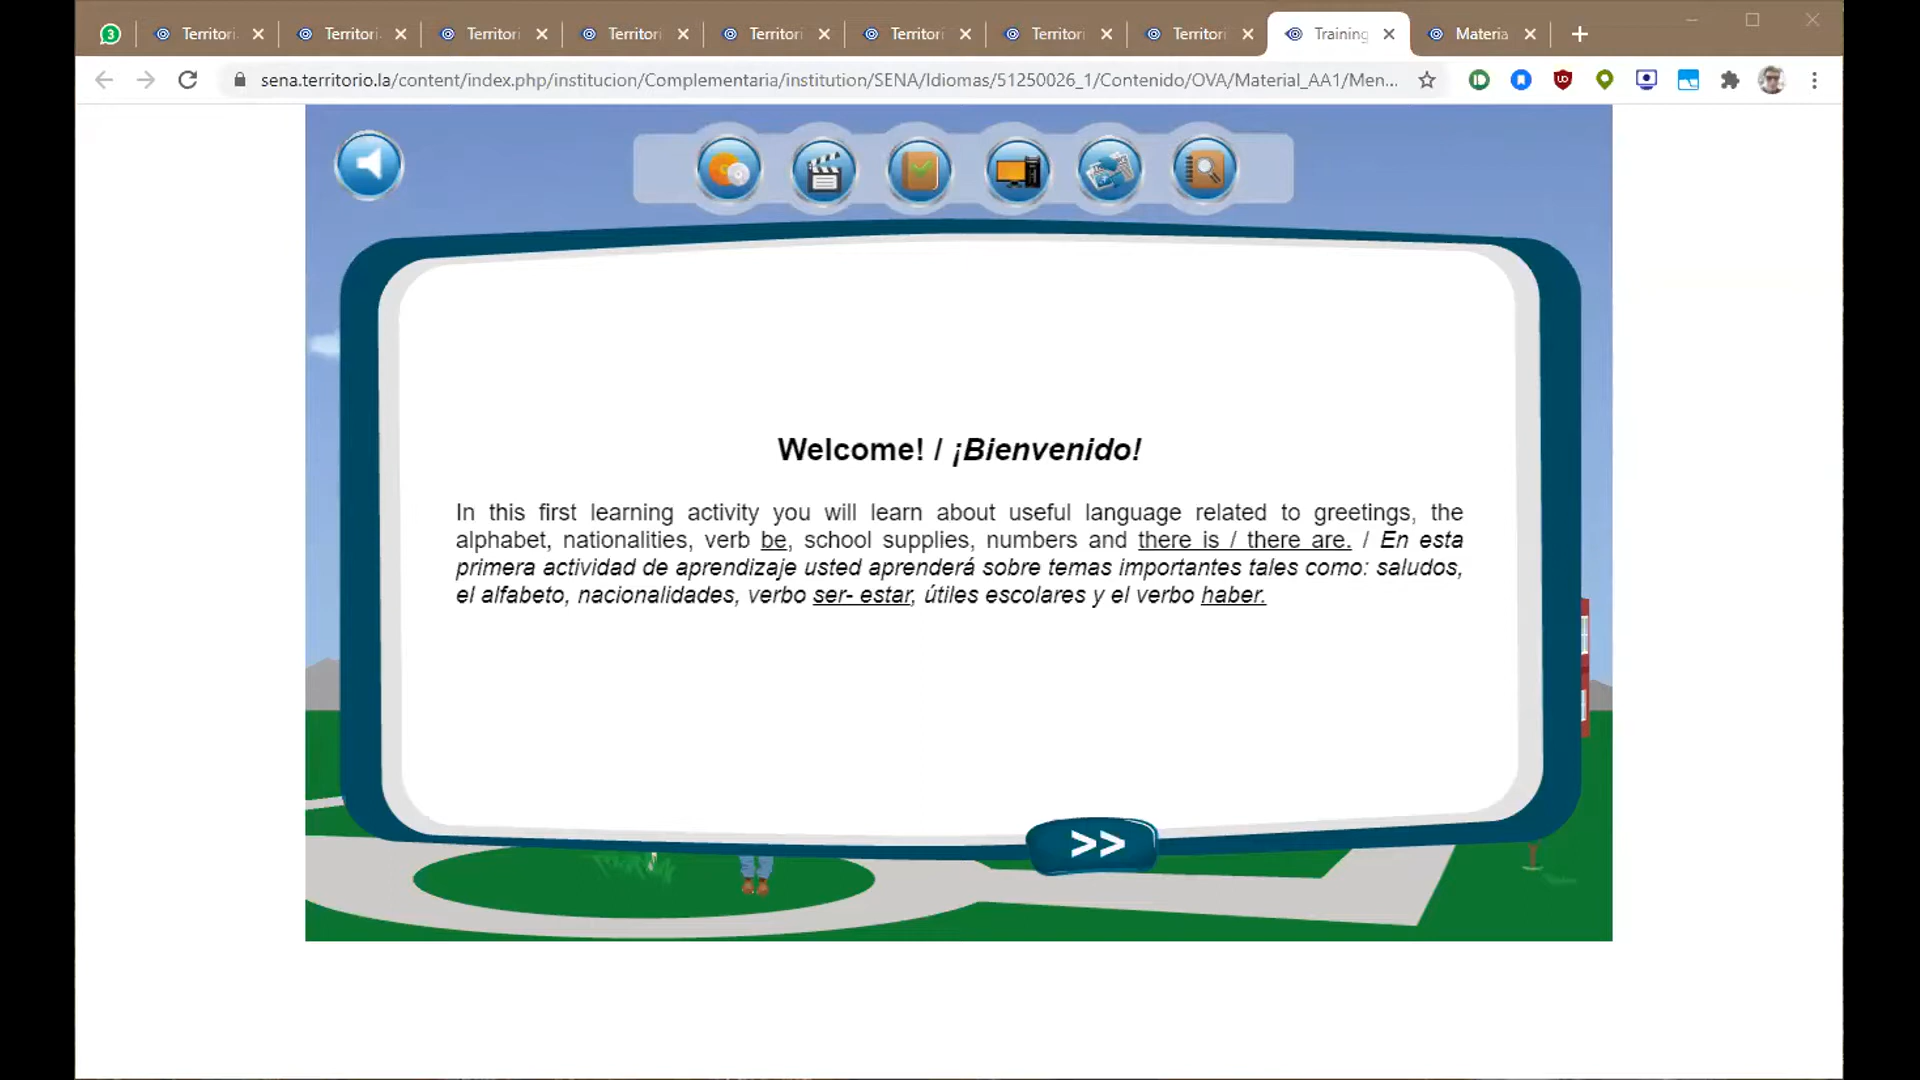 3 Territori Territori Territori Territori Territori Territori Territori Territori Training Materia
sena.territorio.la/content/index.php/institucion/Complementaria/institution/SENA/Idiomas/51250026_1/Contenido/OVA/Material_AA1/Men...
Welcome! / ¡Bienvenido!
In this first learning activity you will learn about useful language related to greetings, the
alphabet, nationalities, verb be, school supplies, numbers and there is / there are. / En esta
primera actividad de aprendizaje usted aprenderá sobre temas importantes tales como: saludos,
el alfabeto, nacionalidades, verbo ser- estar, útiles escolares y el verbo haber.
>>